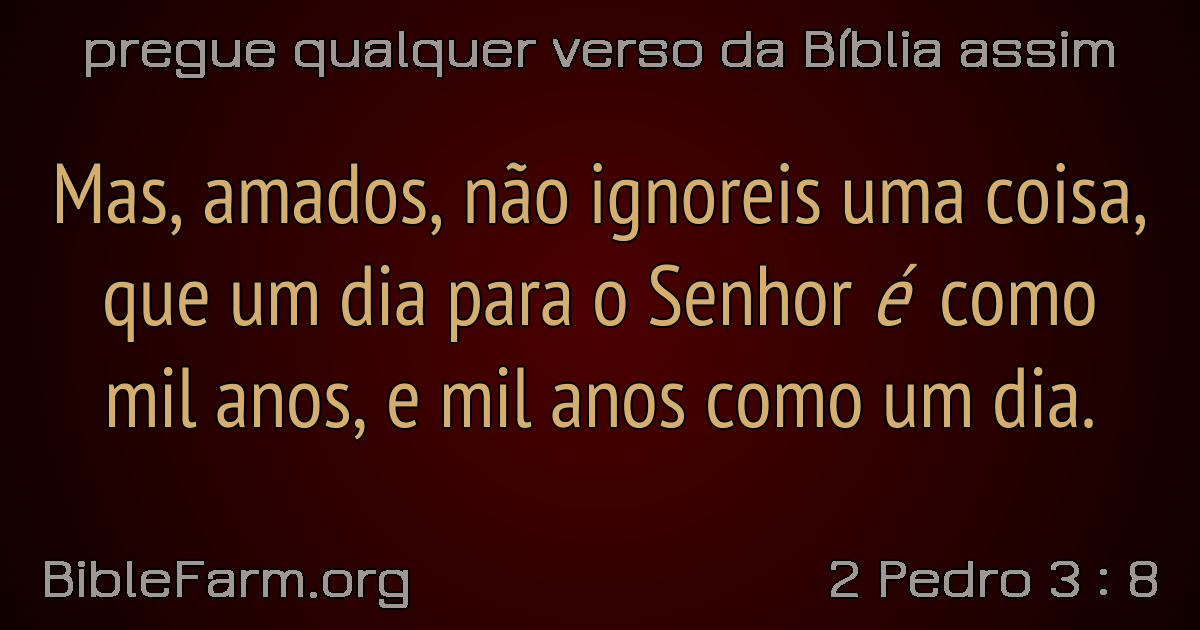 pregue qualquer verso da Bíblia assim
Mas, amados, não ignoreis uma coisa,
que um dia para o Senhor é como
mil anos, e mil anos como um dia.
BibleFarm.org
2 Pedro 3 : 8